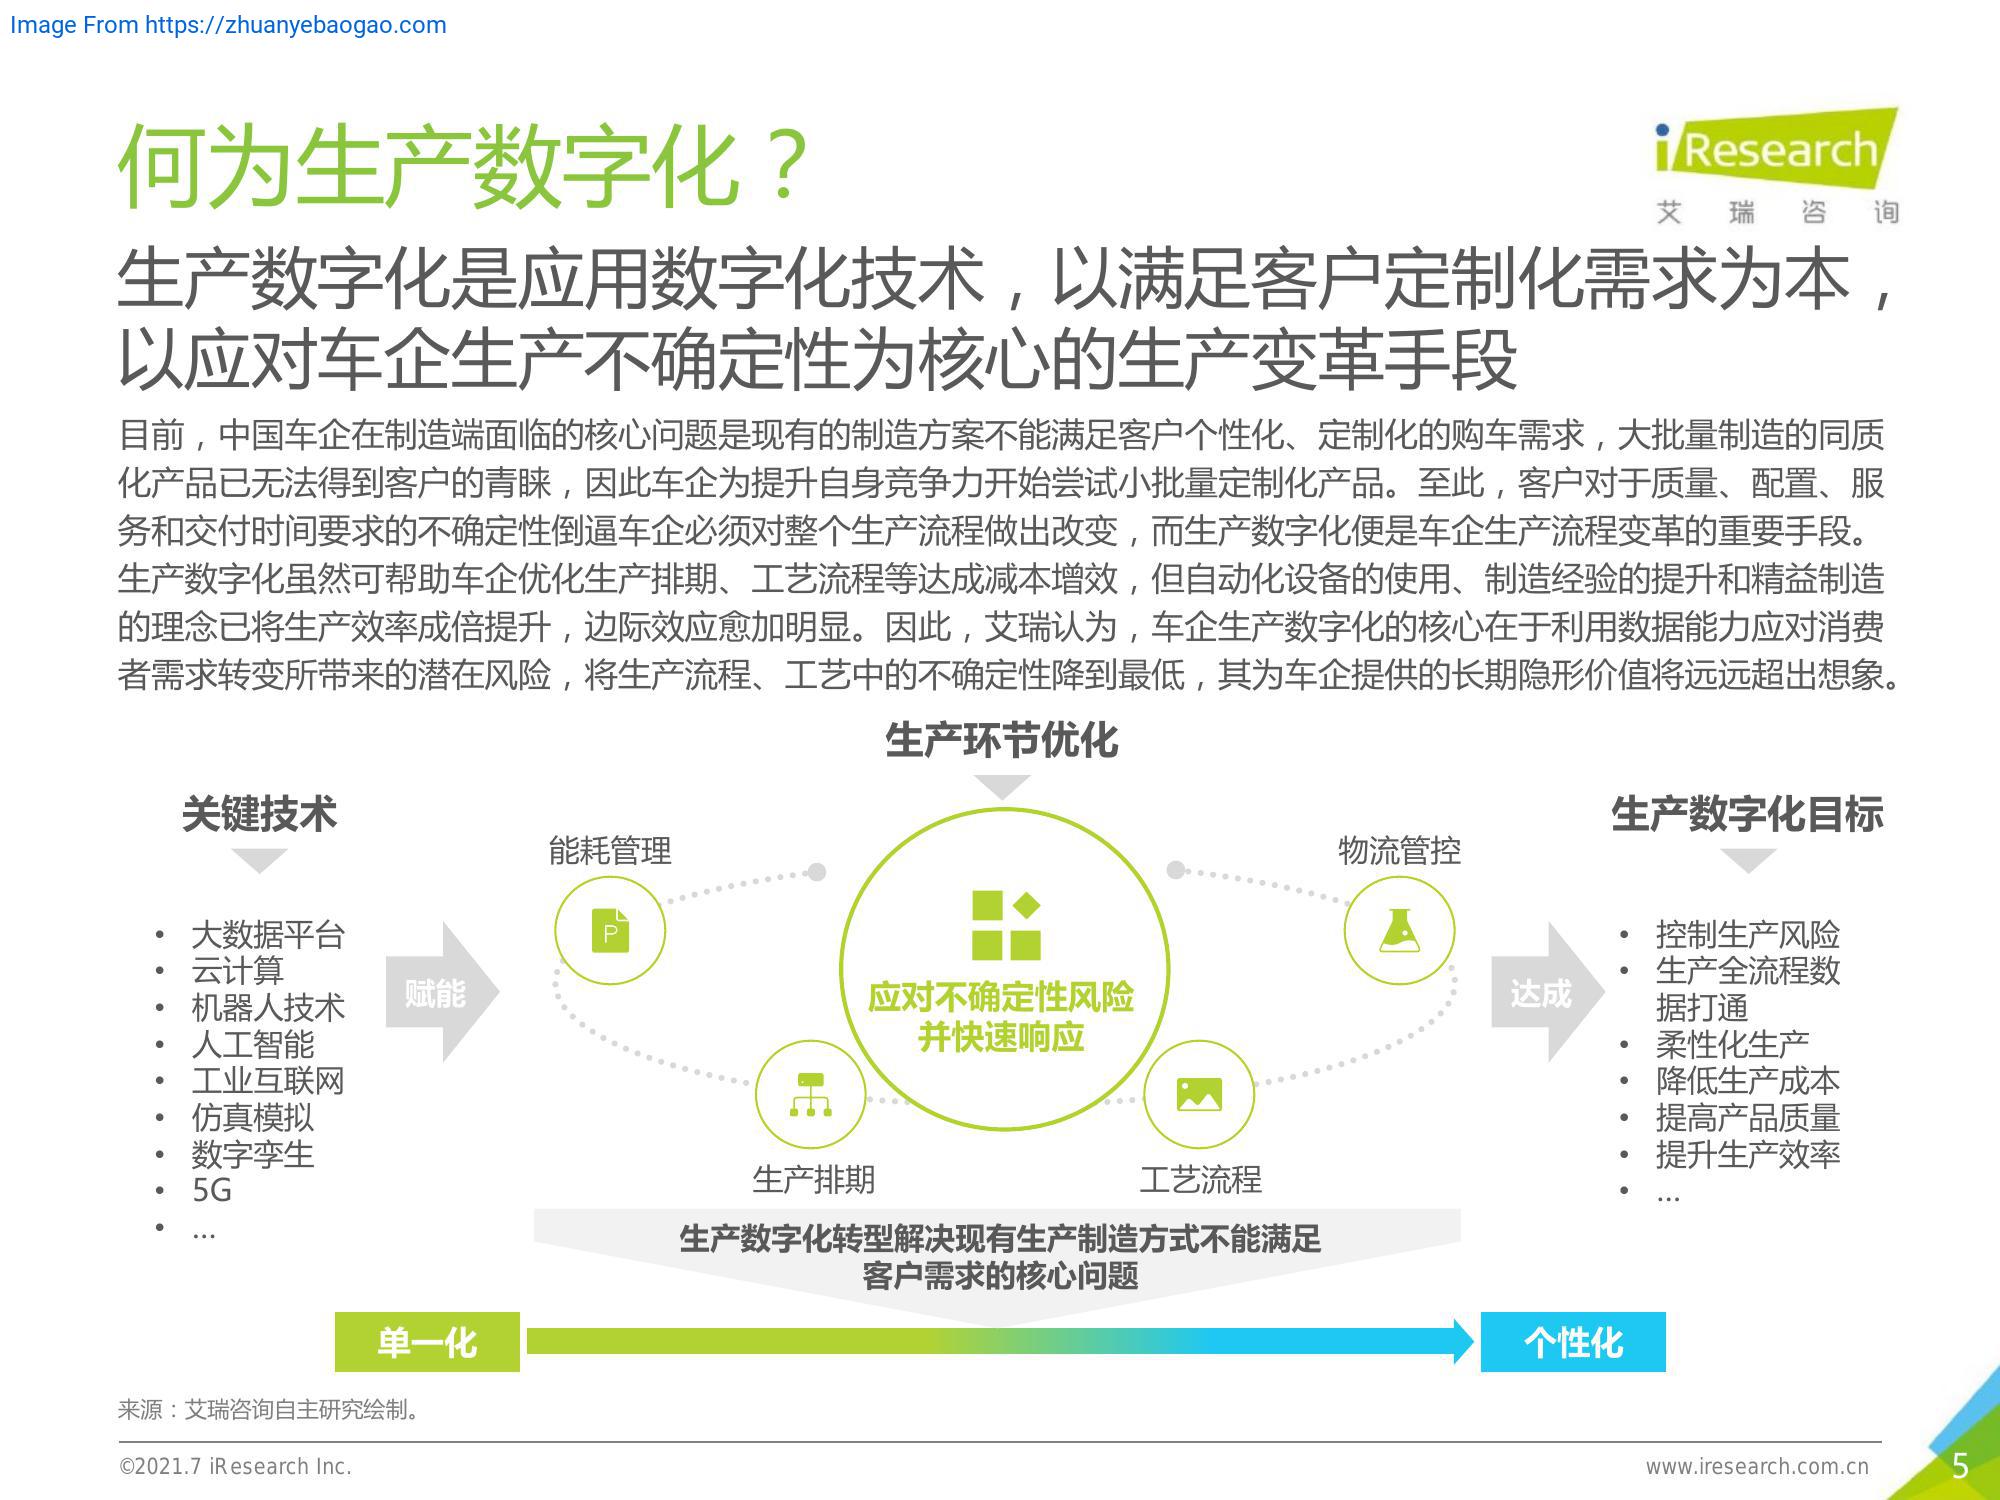 Image From https://zhuanyebaogao.com
何为生产数字化？
iResearch
艾瑞咨询
生产数字化是应用数字化技术，以满足客户定制化需求为本，
以应对车企生产不确定性为核心的生产变革手段
目前，中国车企在制造端面临的核心问题是现有的制造方案不能满足客户个性化、定制化的购车需求，大批量制造的同质
化产品已无法得到客户的青睐，因此车企为提升自身竞争力开始尝试小批量定制化产品。至此，客户对于质量、配置、服
务和交付时间要求的不确定性倒逼车企必须对整个生产流程做出改变，而生产数字化便是车企生产流程变革的重要手段。
生产数字化虽然可帮助车企优化生产排期、工艺流程等达成减本增效，但自动化设备的使用、制造经验的提升和精益制造
的理念已将生产效率成倍提升，边际效应愈加明显。因此，艾瑞认为，车企生产数字化的核心在于利用数据能力应对消费
者需求转变所带来的潜在风险，将生产流程、工艺中的不确定性降到最低，其为车企提供的长期隐形价值将远远超出想象。
关键技术
• 大数据平台
• 云计算
• 机器人技术
• 人工智能
• 工业互联网
• 仿真模拟
• 数字孪生
• 5G
• ...
赋能
生产环节优化
能耗管理
P
物流管控
应对不确定性风险
并快速响应
生产排期
工艺流程
达成
生产数字化目标
• 控制生产风险
• 生产全流程数
据打通
• 柔性化生产
• 降低生产成本
• 提高产品质量
• 提升生产效率
• ...
生产数字化转型解决现有生产制造方式不能满足
客户需求的核心问题
单一化
个性化
来源：艾瑞咨询自主研究绘制。
©2021.7 iResearch Inc.
www.iresearch.com.cn
5